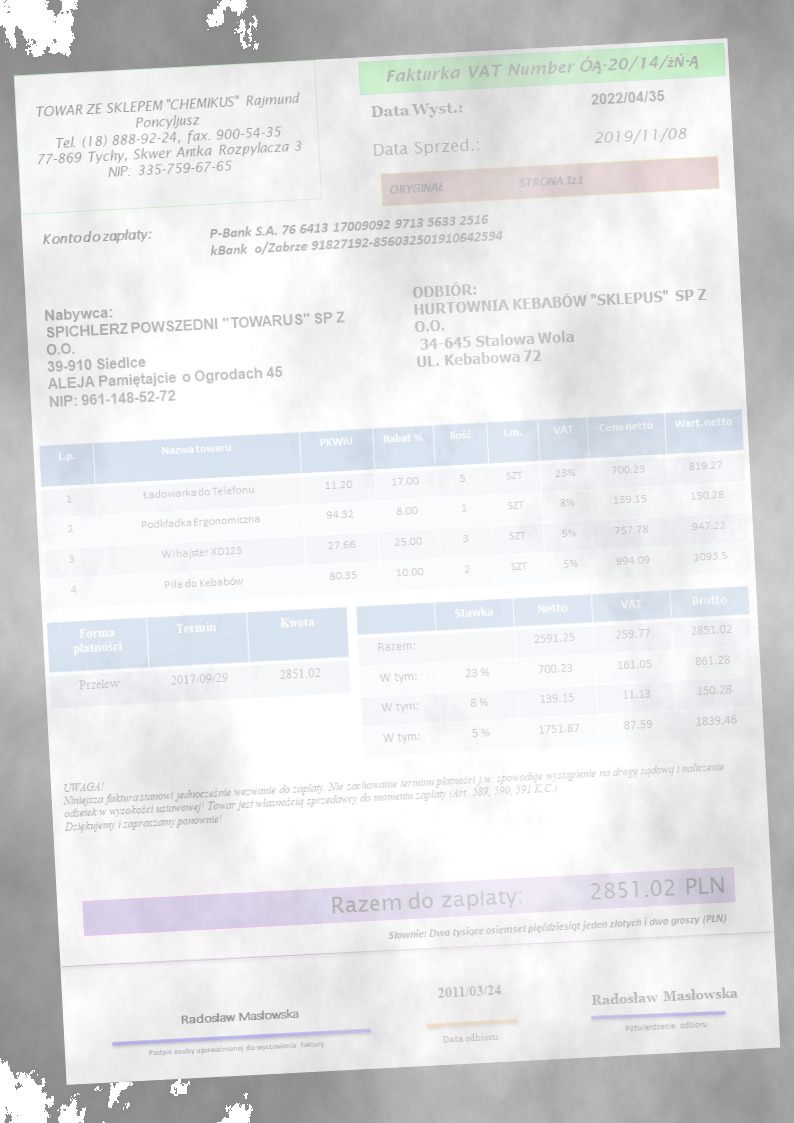 TOWAR ZE SKLEPEM "CHEMIKUS" Rajmund
Poncyljusz
Tel. (18) 888-92-24, fax. 900-54-35
77-869 Tychy, Skwer Antka Rozpylacza 3
NIP: 335-759-67-65
Fakturka VAT Number ÓĄ-20/14/żŃ-Ą
Data Wyst.: 2022/04/35
Data Sprzed.: 2019/11/08
ORYGINAŁ STRONA 1z1
Konto do zapłaty: P-Bank S.A. 76 6413 17009092 9713 5633 2516
kBank o/Zabrze 91827192-856032501910642594
Nabywca:
SPICHLERZ POWSZEDNI "TOWARUS" SP Z
O.O.
39-910 Siedlce
ALEJA Pamiętajcie o Ogrodach 45
NIP: 961-148-52-72
ODBIÓR:
HURTOWNIA KEBABÓW "SKLEPUS" SP Z
O.O.
34-645 Stalowa Wola
UL. Kebabowa 72
L.p. Nazwa towaru PKWiU Rabat % Ilość J.m. VAT Cena netto Wart. netto
1 Ładowarka do Telefonu 11.20 17.00 5 SZT 23% 700.23 819.27
2 Podkładka Ergonomiczna 94.32 8.00 1 SZT 8% 139.15 150.28
3 Wihajster XD123 27.66 25.00 3 SZT 5% 757.78 947.22
4 Piła do Kebabów 80.35 10.00 2 SZT 5% 994.09 1093.5
Forma płatności Termin Kwota
Przelew 2017/09/29 2851.02
Stawka Netto VAT Brutto
Razem: 2591.25 259.77 2851.02
W tym: 23 % 700.23 161.05 861.28
W tym: 8 % 139.15 11.13 150.28
W tym: 5 % 1751.87 87.59 1839.46
UWAGA!
Niniejsza faktura stanowi jednocześnie wezwanie do zapłaty. Nie zachowanie terminu płatności j.w. spowoduje wystąpienie na drogę sądową i naliczenie
odsetek w wysokości ustawowej! Towar jest własnością sprzedawcy do momentu zapłaty (Art. 589, 590, 591 K.C.)
Dziękujemy i zapraszamy ponownie!
Razem do zapłaty: 2851.02 PLN
Słownie: Dwa tysiące osiemset pięćdziesiąt jeden złotych i dwa groszy (PLN)
Radosław Masłowska
Podpis osoby upoważnionej do wystawienia faktury
2011/03/24
Data odbioru
Radosław Masłowska
Potwierdzenie odbioru